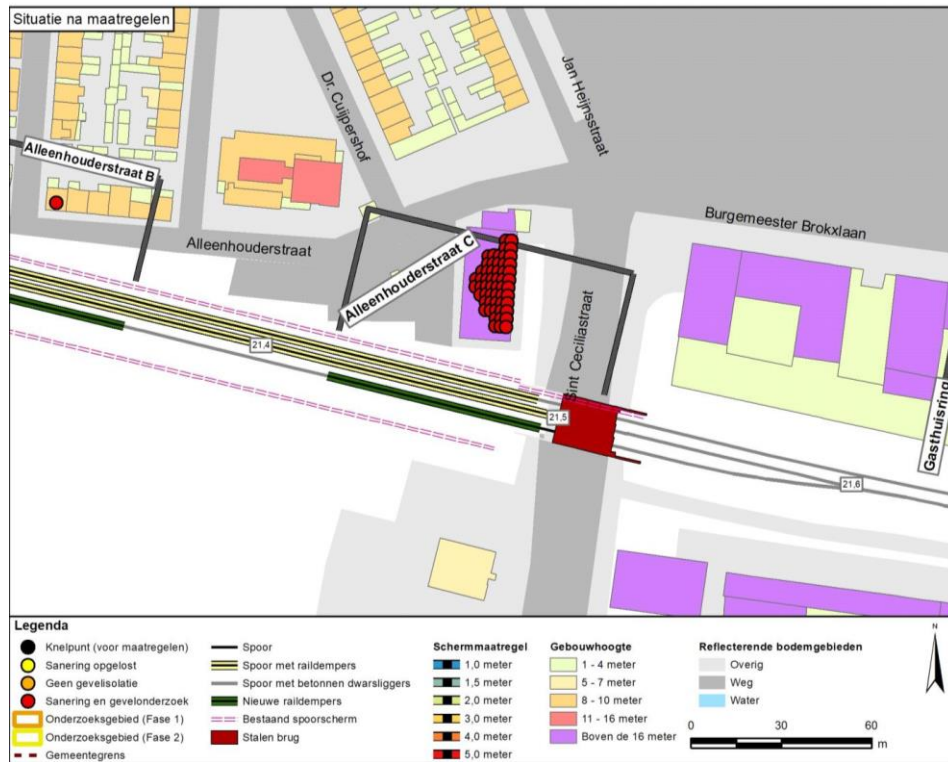 Situatie na maatregelen
Jan Heijnsstraat
Dr. Cuijpershof
Alleenhouderstraat B
Burgemeester Brokxlaan
Alleenhouderstraat
Alleenhouderstraat C
Sint Ceciliastraat
21,4
21,5
Gasthuisring
21,6
Legenda
Knelpunt (voor maatregelen)
Sanering opgelost
Geen gevelisolatie
Sanering en gevelonderzoek
Onderzoeksgebied (Fase 1)
Onderzoeksgebied (Fase 2)
Gemeentegrens
Spoor
Spoor met raildempers
Spoor met betonnen dwarsliggers
Nieuwe raildempers
Bestaand spoorscherm
Stalen brug
Schermmaatregel
1,0 meter
1,5 meter
2,0 meter
3,0 meter
4,0 meter
5,0 meter
Gebouwhoogte
1 - 4 meter
5 - 7 meter
8 - 10 meter
11 - 16 meter
Boven de 16 meter
Reflecterende bodemgebieden
Overig
Weg
Water
N
0 30 60
m